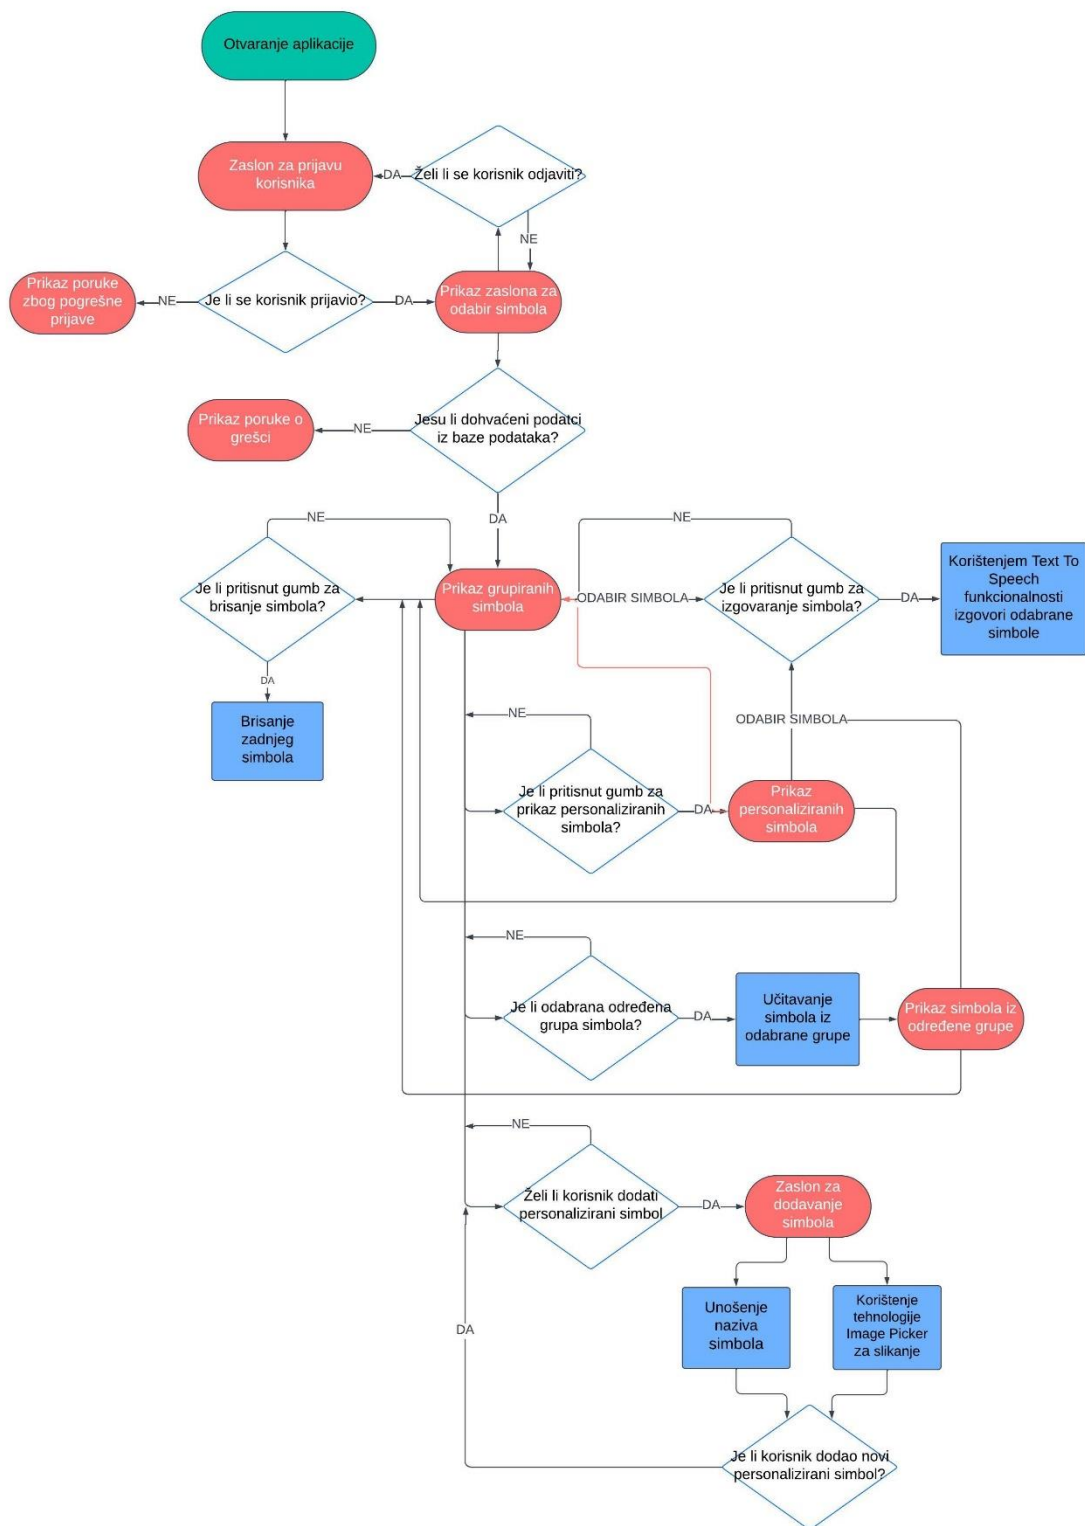 Otvaranje aplikacije
Zaslon za prijavu
korisnika
DA
Želi li se korisnik odjaviti?
NE
Prikaz poruke
zbog pogrešne
prijave
NE
Je li se korisnik prijavio?
DA
Prikaz zaslona za
odabir simbola
Prikaz poruke o
grešci
NE
Jesu li dohvaćeni podatci
iz baze podataka?
DA
NE
NE
Je li pritisnut gumb za
brisanje simbola?
Prikaz grupiranih
simbola
ODABIR SIMBOLA
Je li pritisnut gumb za
izgovaranje simbola?
DA
Korištenjem Text To
Speech
funkcionalnosti
izgovori odabrane
simbole
DA
Brisanje
zadnjeg
simbola
NE
ODABIR SIMBOLA
Je li pritisnut gumb za
prikaz personaliziranih
simbola?
DA
Prikaz
personaliziranih
simbola
NE
Je li odabrana određena
grupa simbola?
DA
Učitavanje
simbola iz
odabrane grupe
Prikaz simbola iz
određene grupe
NE
Želi li korisnik dodati
personalizirani simbol
DA
Zaslon za
dodavanje
simbola
DA
Unošenje
naziva
simbola
Korištenje
tehnologije
Image Picker
za slikanje
Je li korisnik dodao novi
personalizirani simbol?